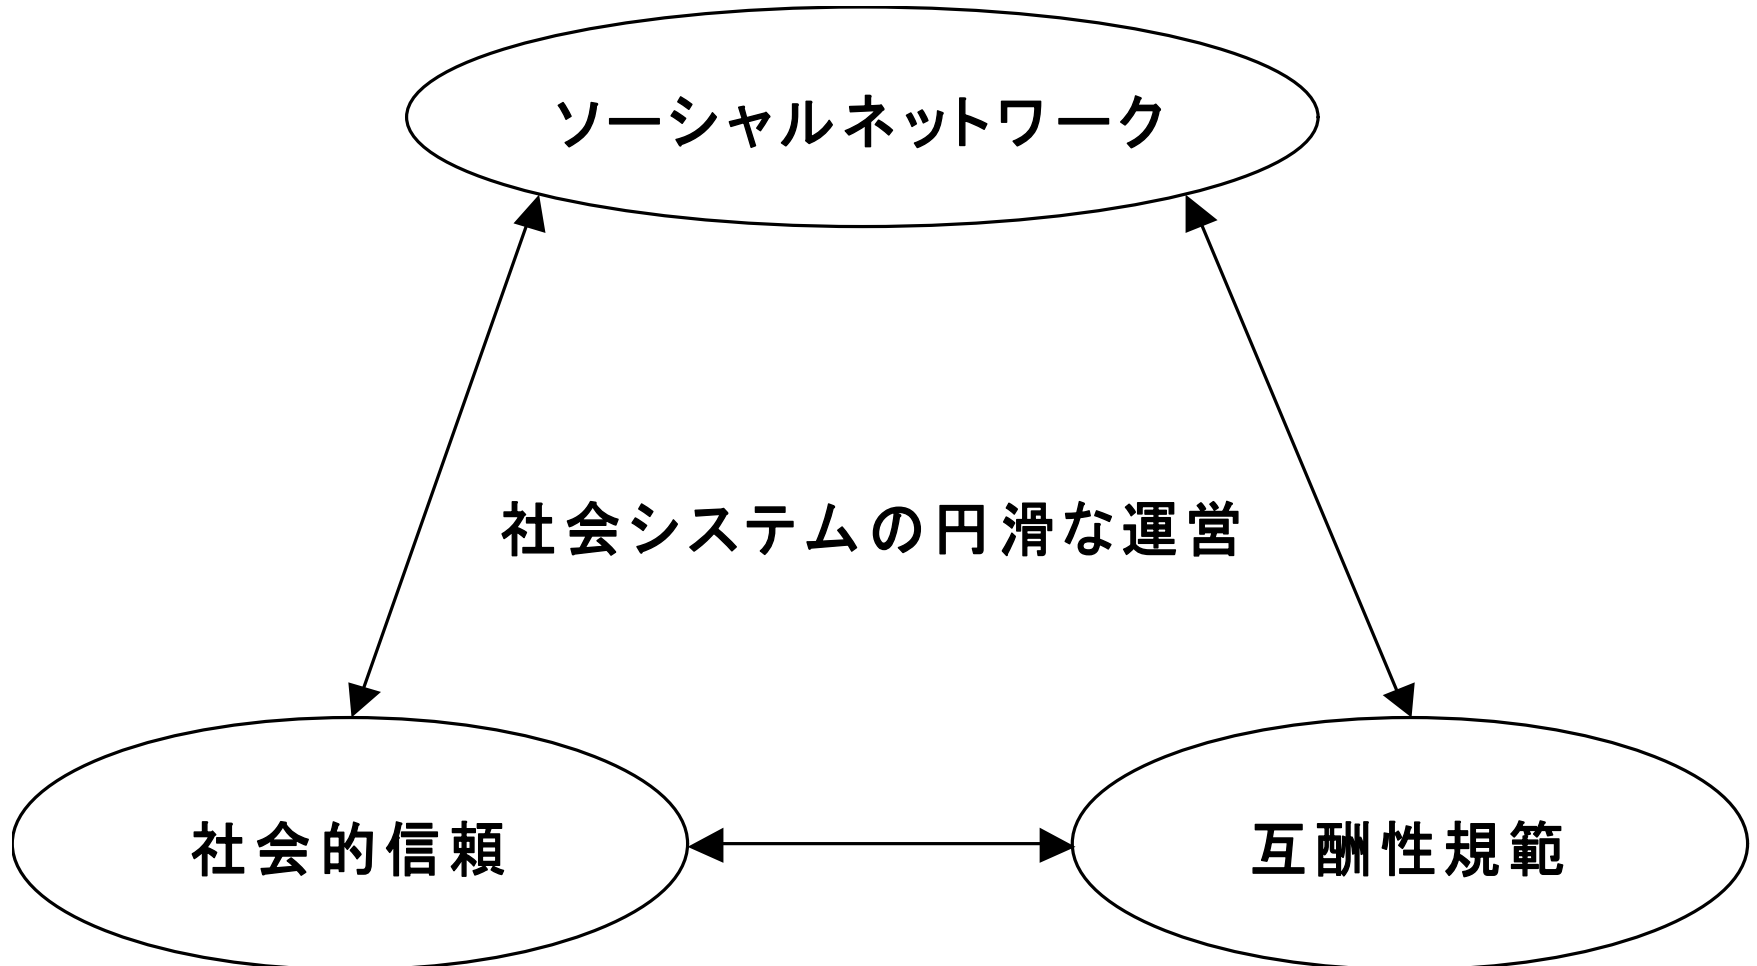 ソーシャルネットワーク
社会システムの円滑な運営
社会的信頼
互酬性規範